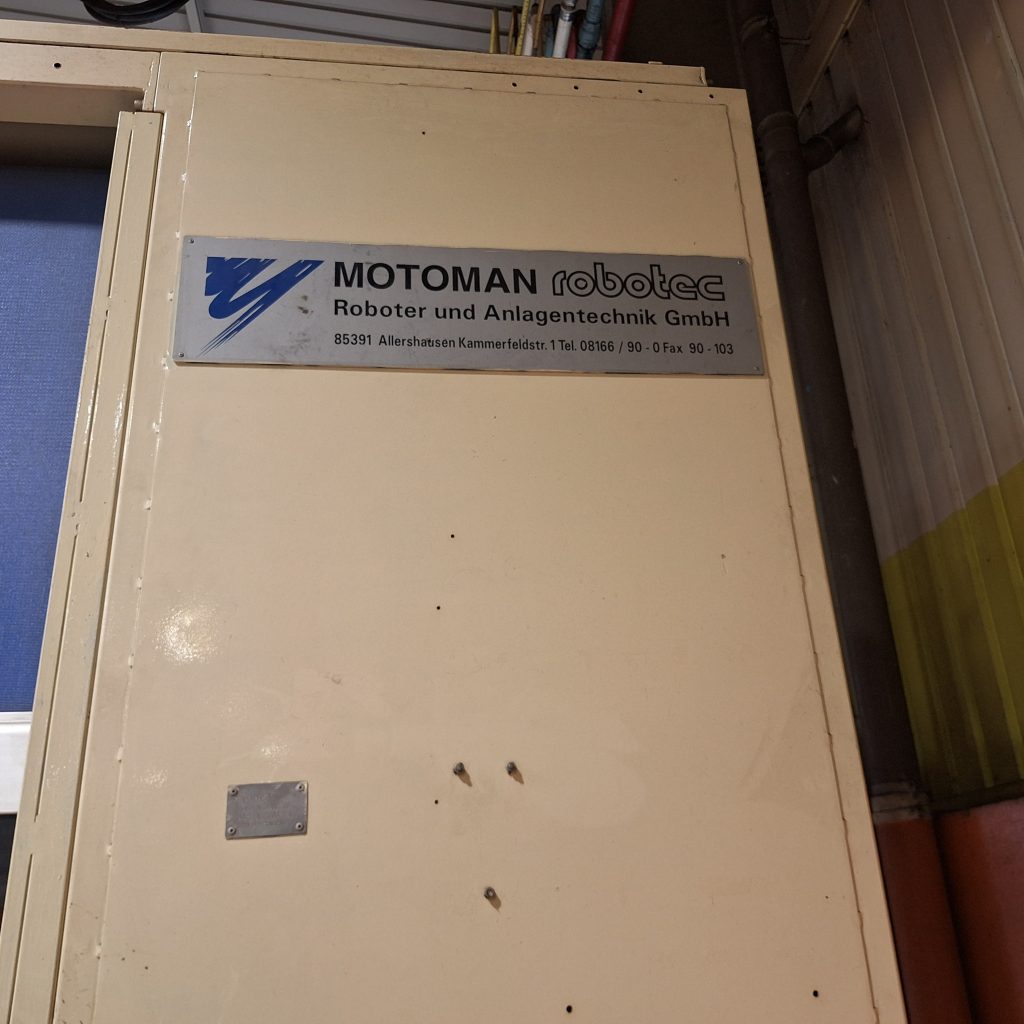 MOTOMAN robotec
Roboter und Anlagentechnik GmbH
85391 Allershausen Kammerfeldstr. 1 Tel. 08166 / 90 - 0 Fax 90 - 103